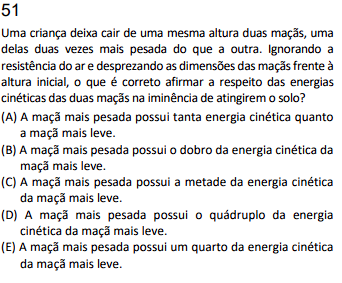 51
Uma criança deixa cair de uma mesma altura duas maçãs, uma
delas duas vezes mais pesada do que a outra. Ignorando a
resistência do ar e desprezando as dimensões das maçãs frente à
altura inicial, o que é correto afirmar a respeito das energias
cinéticas das duas maçãs na iminência de atingirem o solo?
(A) A maçã mais pesada possui tanta energia cinética quanto
a maçã mais leve.
(B) A maçã mais pesada possui o dobro da energia cinética da
maçã mais leve.
(C) A maçã mais pesada possui a metade da energia cinética
da maçã mais leve.
(D) A maçã mais pesada possui o quádruplo da energia
cinética da maçã mais leve.
(E) A maçã mais pesada possui um quarto da energia cinética
da maçã mais leve.